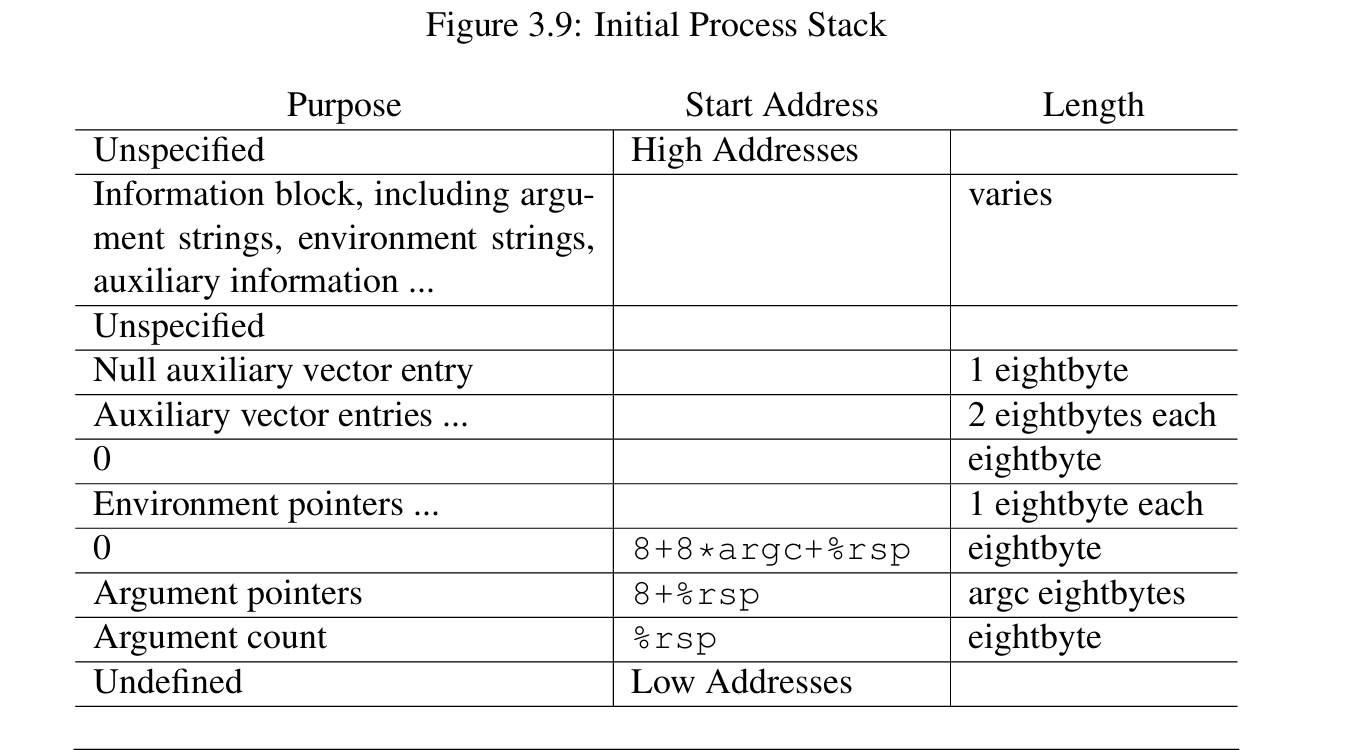 Figure 3.9: Initial Process Stack
Purpose Start Address Length
Unspecified High Addresses
Information block, including argu- varies
ment strings, environment strings,
auxiliary information ...
Unspecified
Null auxiliary vector entry 1 eightbyte
Auxiliary vector entries ... 2 eightbytes each
0 eightbyte
Environment pointers ... 1 eightbyte each
0 8+8*argc+%rsp eightbyte
Argument pointers 8+%rsp argc eightbytes
Argument count %rsp eightbyte
Undefined Low Addresses